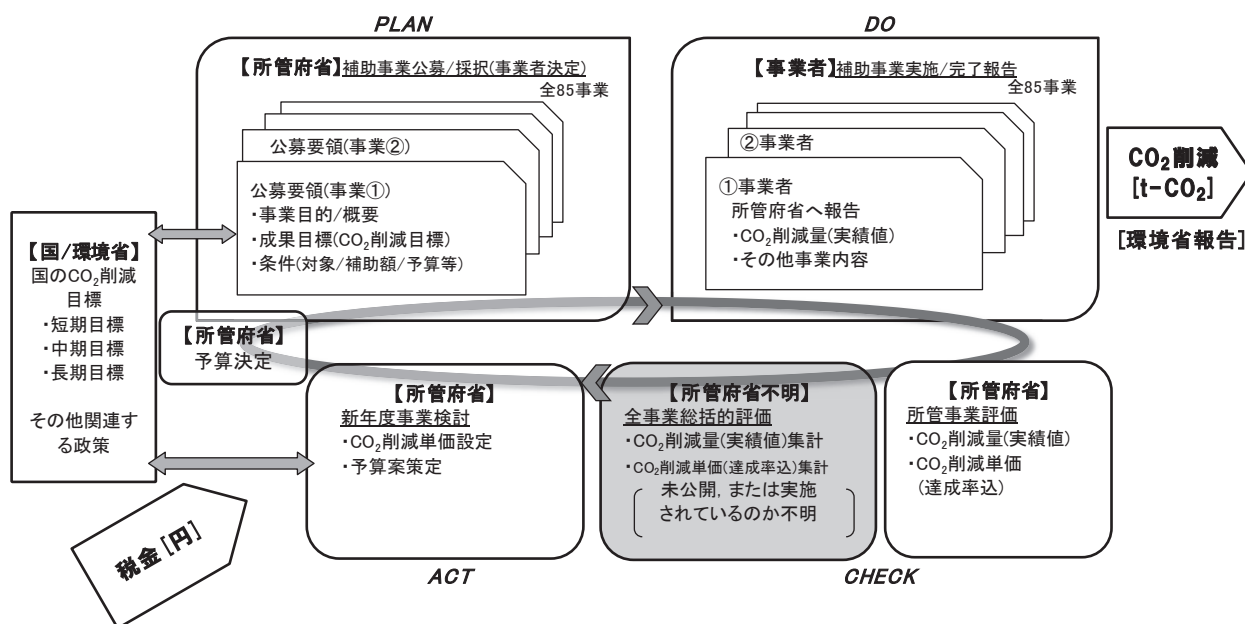 PLAN
【所管府省】補助事業公募/採択(事業者決定)
全85事業
公募要領(事業②)
公募要領(事業①)
・事業目的/概要
・成果目標(CO₂削減目標)
・条件(対象/補助額/予算等)
DO
【事業者】補助事業実施/完了報告
全85事業
②事業者
①事業者
所管府省へ報告
・CO₂削減量(実績値)
・その他事業内容
CO₂削減
[t-CO₂]
[環境省報告]
【国/環境省】
国のCO₂削減
目標
・短期目標
・中期目標
・長期目標
その他関連す
る政策
【所管府省】
予算決定
税金[円]
【所管府省】
新年度事業検討
・CO₂削減単価設定
・予算案策定
ACT
【所管府省不明】
全事業総括的評価
・CO₂削減量(実績値)集計
・CO₂削減単価(達成率込)集計
未公開，または実施
されているのか不明
【所管府省】
所管事業評価
・CO₂削減量(実績値)
・CO₂削減単価
(達成率込)
CHECK